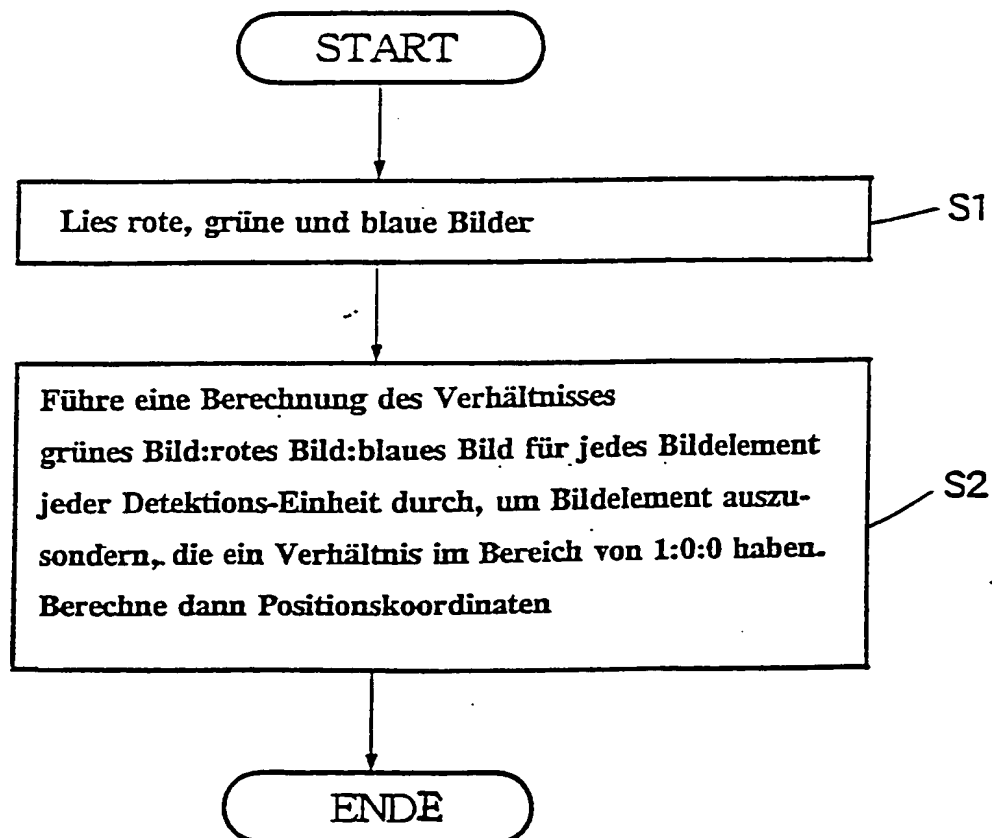 START
Lies rote, grüne und blaue Bilder
S1
Führe eine Berechnung des Verhältnisses
grünes Bild:rotes Bild:blaues Bild für jedes Bildelement
jeder Detektions-Einheit durch, um Bildelement auszu-
sondern, die ein Verhältnis im Bereich von 1:0:0 haben.
Berechne dann Positionskoordinaten
S2
ENDE